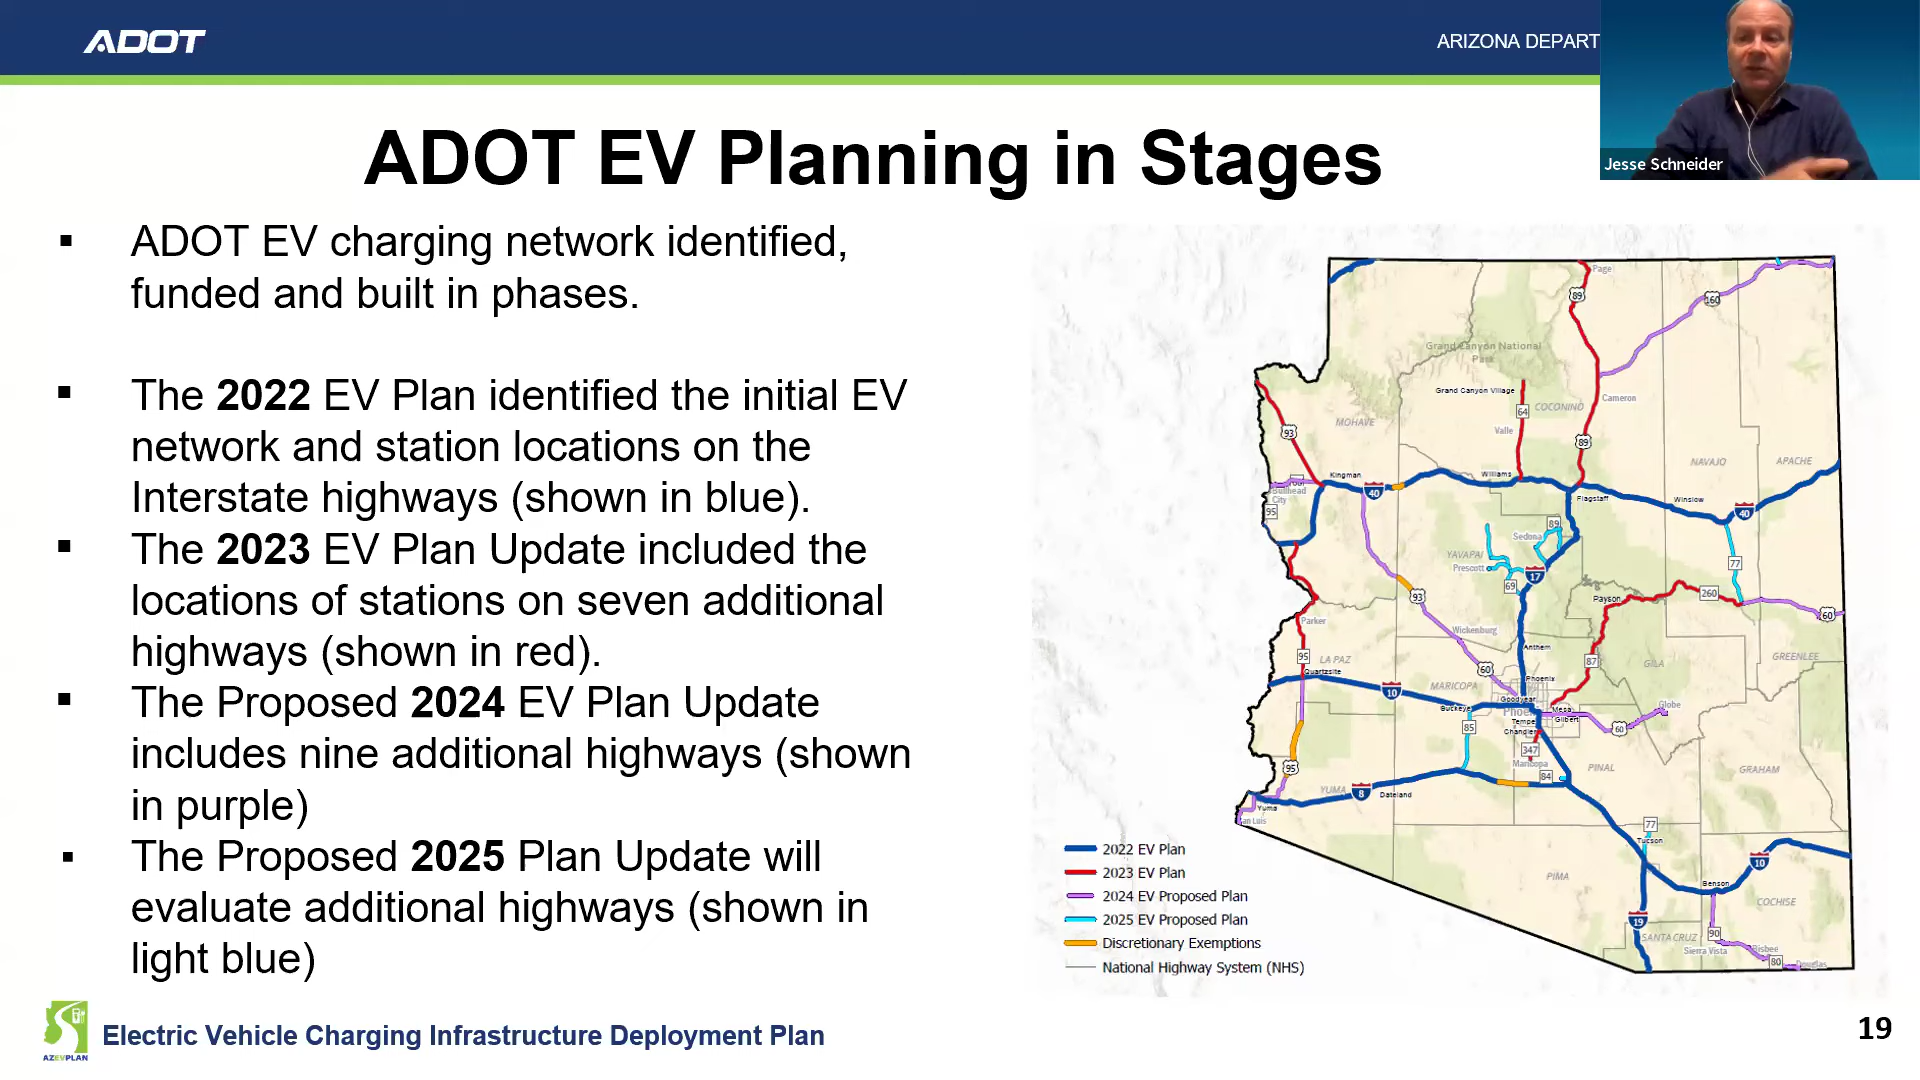 ADOT
ARIZONA DEPART
Jesse Schneider
ADOT EV Planning in Stages
▪ ADOT EV charging network identified,
funded and built in phases.
▪ The 2022 EV Plan identified the initial EV
network and station locations on the
Interstate highways (shown in blue).
▪ The 2023 EV Plan Update included the
locations of stations on seven additional
highways (shown in red).
▪ The Proposed 2024 EV Plan Update
includes nine additional highways (shown
in purple)
▪ The Proposed 2025 Plan Update will
evaluate additional highways (shown in
light blue)
Page
89
160
Grand Canyon National
Park
Grand Canyon Village
64
COCONINO
Cameron
MOHAVE
93
Valle
89
NAVAJO
APACHE
Kingman
Williams
Bullhead
City
40
Flagstaff
Winslow
40
95
89
Sedona
YAVAPAI
Prescott
17
77
69
93
Payson
260
60
Parker
Wickenburg
Anthem
95
LA PAZ
Quartzsite
60
87
GILA
GREENLEE
10
MARICOPA
Phoenix
Goodyear
Buckeye
Mesa
Globe
Tempe
Gilbert
Chandler
85
60
347
Maricopa
95
84
PINAL
GRAHAM
YUMA
8
Dateland
Yuma
San Luis
77
Tucson
10
PIMA
Benson
COCHISE
19
90
SANTA CRUZ
Sierra Vista
Bisbee
80
Douglas
2022 EV Plan
2023 EV Plan
2024 EV Proposed Plan
2025 EV Proposed Plan
Discretionary Exemptions
National Highway System (NHS)
AZEVPLAN
Electric Vehicle Charging Infrastructure Deployment Plan
19